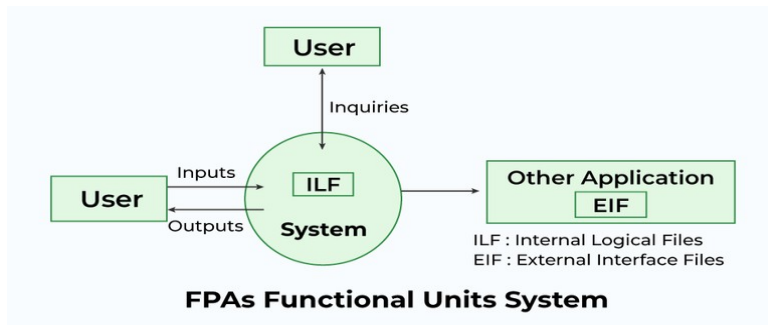 User
Inquiries
Inputs
ILF
Other Application
User
EIF
Outputs
System
ILF : Internal Logical Files
EIF : External Interface Files
FPAs Functional Units System